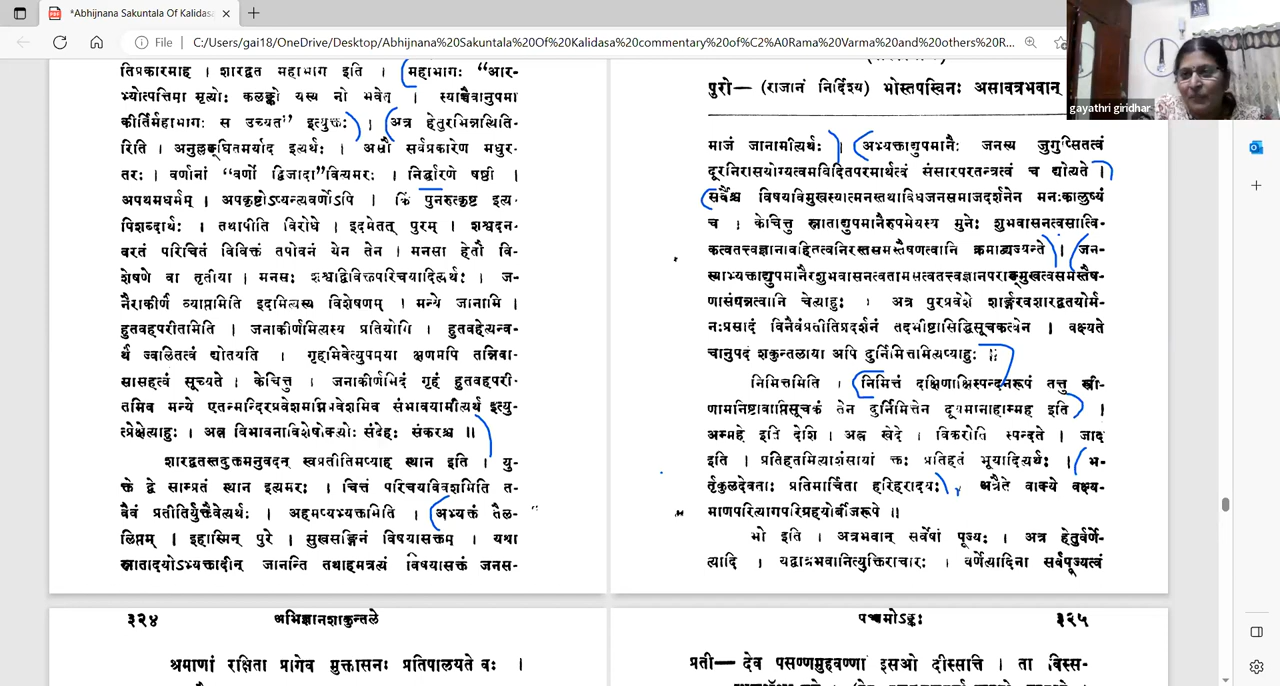 *Abhijnana Sakuntala Of Kalidasa
File
C:/Users/gai18/OneDrive/Desktop/Abhijnana%20Sakuntala%20Of%20Kalidasa%20commentary%20of%C2%A0Rama%20Varma%20and%20others%20R...
gayathri giridhar
तिप्रकारमाह । शारद्वत महाभाग इति । महाभागः “आर-
भ्योत्पत्तिमा मृत्योः कलङ्को यस्य नो भवेत् । स्याच्चैवानुपमा
कीर्तिर्महाभागः स उच्यते” इत्युक्तः । अत्र हेतुरभिन्नस्थिति-
रिति । अनुल्लङ्घितमर्याद इत्यर्थः । असौ सर्वप्रकारेण मधुर-
तरः । वर्णानां “वर्णो द्विजादा”वित्यमरः । निर्द्धारणे षष्ठी ।
अपथमधर्मम् । अपकृष्टोऽप्यन्त्यवर्णोऽपि । किं पुनरुत्कृष्ट इत्य-
पिशब्दार्थः । तथापीति विरोधे । इदमेतत् पुरम् । शश्वदन-
वरतं परिचितं विविक्तं तपोवनं येन तेन । मनसा हेतौ वि-
शेषणे वा तृतीया । मनसः शश्वद्विविक्तपरिचयादित्यर्थः । ज-
नैराकीर्णं व्याप्तमिति इदमित्यस्य विशेषणम् । मन्ये जानामि ।
हुतवहपरीतमिति । जनाकीर्णमित्यस्य प्रतियोगि । हुतवहेत्यन्व-
र्थं ज्वालितत्वं द्योतयति । गृहमिवेत्युपमया क्षणमपि तन्निवा-
सासहत्वं सूच्यते । केचित्तु । जनाकीर्णमिदं गृहं हुतवहपरी-
तमिव मन्ये एतन्मन्दिरप्रवेशमग्निप्रवेशमिव संभावयामीत्यर्थ इत्यु-
त्प्रेक्षेत्याहुः । अत्र विभावनाविशेषोक्त्योः संदेहः संकरश्च ॥
शारद्वतस्तदुक्तमनुवदन् स्वप्रतीतिमप्याह स्थान इति । यु-
क्ते द्वे साम्प्रतं स्थान इत्यमरः । चित्तं परिचयविवशमिति त-
वैवं प्रतीतिर्युक्तैवेत्यर्थः । अहमप्यभ्यक्तमिति । अभ्यक्तं तैल-
लिप्तम् । इहास्मिन् पुरे । सुखसङ्गिनं विषयासक्तम् । यथा
स्नातादयोऽभ्यक्तादीन् जानन्ति तथाहमत्रत्यं विषयासक्तं जनस-
पुरो— (राजानं निर्दिश्य) भोस्तपस्विनः असावत्रभवान्
माजं जानामीत्यर्थः । अभ्यक्ताद्युपमानै जनस्य जुगुप्सितत्वं
दूरनिरासयोग्यत्वमविदितपरमार्थत्वं संसारपरतन्त्रत्वं च द्योत्यते ।
सर्वैश्च विषयविमुखस्यात्मनस्तथाविधजनसमाजदर्शनेन मनःकालुष्यं
च । केचित्तु स्नाताद्युपमानैरुपमेयस्य मुनेः शुभवासनत्वसात्वि-
कत्वतत्त्वज्ञानावहितत्वनिरस्तसमस्तैषणत्वानि क्रमाद्व्यज्यन्ते । जन-
स्याभ्यक्ताद्युपमानैरशुभवासनत्वतामसत्वतत्त्वज्ञानपराङ्मुखत्वसमस्तैष-
णासंपन्नत्वानि चेत्याहुः । अत्र पुरप्रवेशे शार्ङ्गरवशारद्वतयोर्म-
नःप्रसादं विनैवंप्रतीतिप्रदर्शनं तदभीष्टासिद्धिसूचकत्वेन । वक्ष्यते
चानुपदं शकुन्तलाया अपि दुर्निमित्तमित्यप्याहुः ॥
निमित्तमिति । निमित्तं दक्षिणाक्षिस्पन्दनरूपं तत्तु स्त्री-
णामनिष्टावाप्तिसूचकं तेन दुर्निमित्तेन दूयमानाहाम्मह इति ।
अम्महे इति देशि । अत्र खेदे । विकरोति स्पन्दते । जाद
इति । प्रतिहतमित्याशंसायां क्तः प्रतिहतं भूयादित्यर्थः । भ-
र्तृकुलदेवताः प्रतिमार्चिता हरिहरादयः । अत्रैते वाक्ये वक्ष्य-
माणपरित्यागपरिग्रहयोर्बीजरूपे ॥
भो इति । अत्रभवान् सर्वेषां पूज्यः । अत्र हेतुर्वर्णे-
त्यादि । यद्वात्रभवानित्युक्तिराचारः । वर्णेत्यादिना सर्वपूज्यत्वं
३२४ अभिज्ञानशाकुन्तले
श्रमाणां रक्षिता प्रागेव मुक्तासनः प्रतिपालयते वः ।
पञ्चमोऽङ्कः ३२५
प्रती— देव पसण्णमुहवण्णा इसओ दीस्सन्ति । ता विस्स-